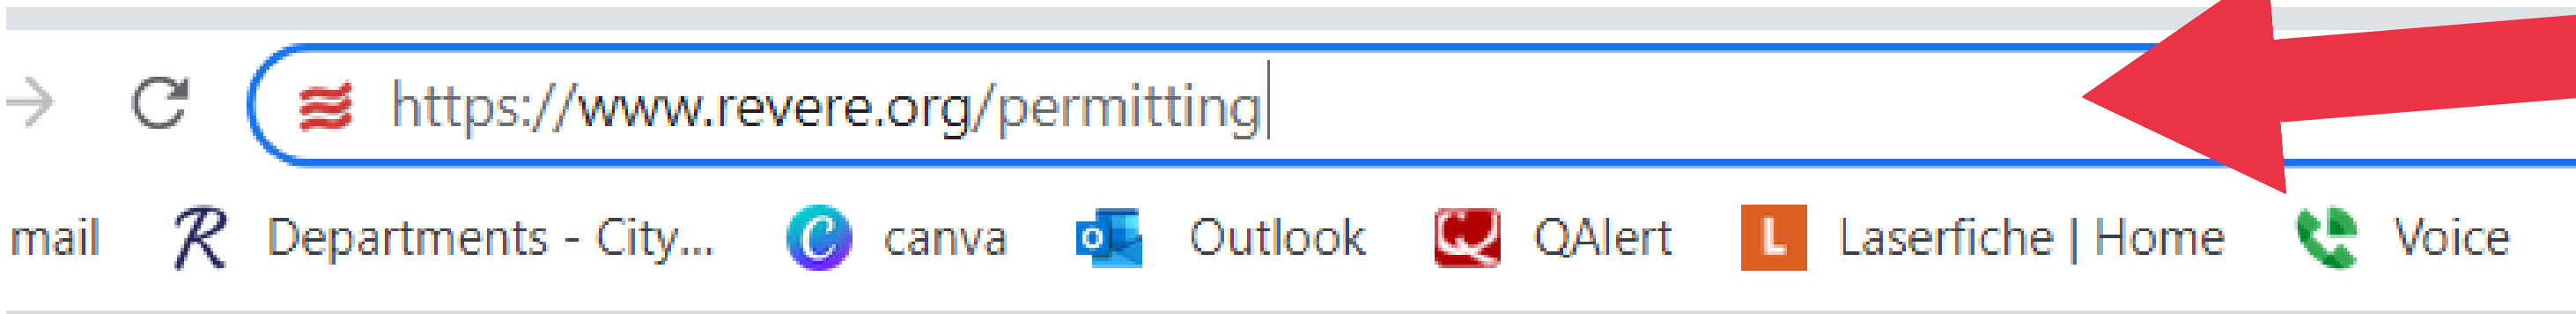 https://www.revere.org/permitting
mail R Departments - City... C canva o Outlook Q QAlert L Laserfiche | Home Voice